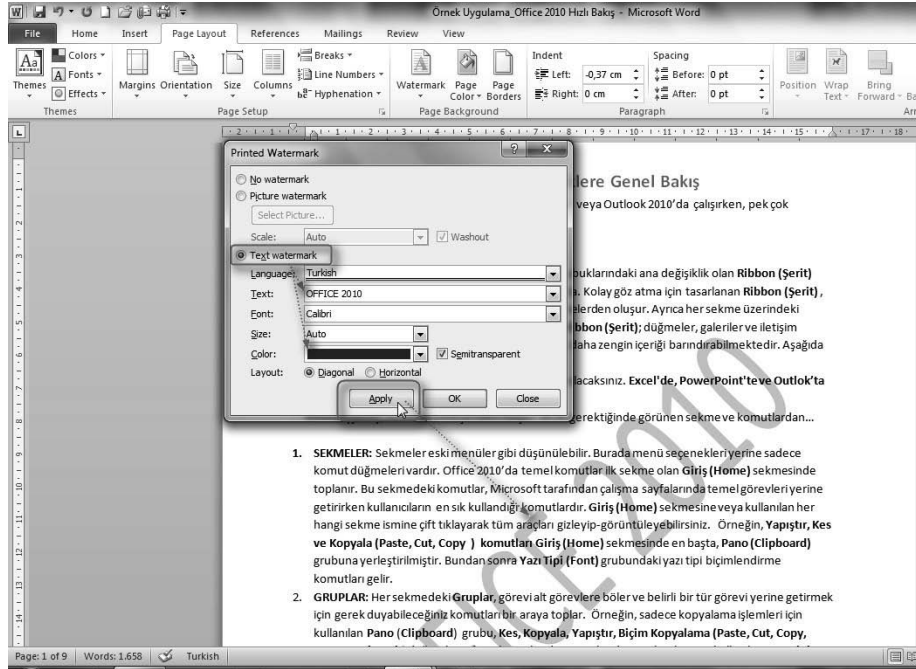 Örnek Uygulama_Office 2010 Hızlı Bakış - Microsoft Word
File Home Insert Page Layout References Mailings Review View
Themes
Colors
Fonts
Effects
Themes
Margins Orientation Size Columns
Breaks
Line Numbers
Hyphenation
Page Setup
Watermark Page Color Page Borders
Page Background
Indent Spacing
Left: -0,37 cm Before: 0 pt
Right: 0 cm After: 0 pt
Paragraph
Position Wrap Text Bring Forward
Printed Watermark
No watermark
Picture watermark
Select Picture...
Scale: Auto Washout
Text watermark
Language: Turkish
Text: OFFICE 2010
Font: Calibri
Size: Auto
Color: Semitransparent
Layout: Diagonal Horizontal
Apply OK Close
lere Genel Bakış
veya Outlook 2010’da çalışırken, pek çok
buklarındaki ana değişiklik olan Ribbon (Şerit)
. Kolay göz atma için tasarlanan Ribbon (Şerit) ,
elerden oluşur. Ayrıca her sekme üzerindeki
bbon (Şerit); düğmeler, galeriler ve iletişim
daha zengin içeriği barındırabilmektedir. Aşağıda
lacaksınız. Excel'de, PowerPoint'te ve Outlok’ta
gerektiğinde görünen sekme ve komutlardan...
1. SEKMELER: Sekmeler eski menüler gibi düşünülebilir. Burada menü seçenekleri yerine sadece
komut düğmeleri vardır. Office 2010’da temel komutlar ilk sekme olan Giriş (Home) sekmesinde
toplanır. Bu sekmedeki komutlar, Microsoft tarafından çalışma sayfalarında temel görevleri yerine
getirirken kullanıcıların en sık kullandığı komutlardır. Giriş (Home) sekmesine veya kullanılan her
hangi sekme ismine çift tıklayarak tüm araçları gizleyip-görüntüleyebilirsiniz. Örneğin, Yapıştır, Kes
ve Kopyala (Paste, Cut, Copy ) komutları Giriş (Home) sekmesinde en başta, Pano (Clipboard)
grubuna yerleştirilmiştir. Bundan sonra Yazı Tipi (Font) grubundaki yazı tipi biçimlendirme
komutları gelir.
2. GRUPLAR: Her sekmedeki Gruplar, görevi alt görevlere böler ve belirli bir tür görevi yerine getirmek
için gerek duyabileceğiniz komutları bir araya toplar. Örneğin, sadece kopyalama işlemleri için
kullanılan Pano (Clipboard) grubu, Kes, Kopyala, Yapıştır, Biçim Kopyalama (Paste, Cut, Copy,
Page: 1 of 9 Words: 1.658 Turkish